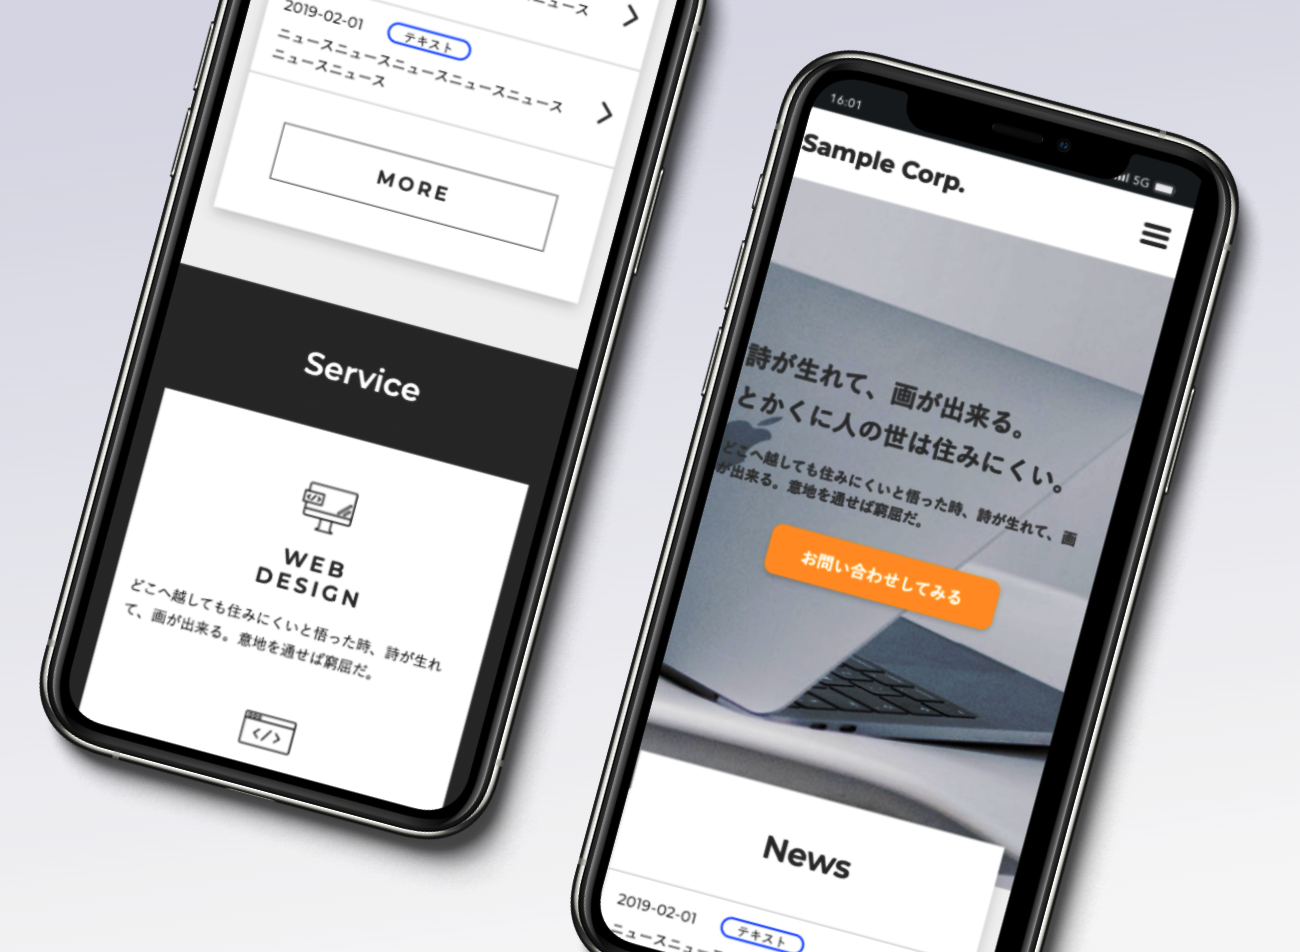 ニュース
2019-02-01
テキスト
ニュースニュースニュースニュースニュース
ニュースニュース
MORE
Service
WEB
DESIGN
どこへ越しても住みにくいと悟った時、詩が生れ
て、画が出来る。意地を通せば窮屈だ。
</>
16:01
5G
Sample Corp.
詩が生れて、画が出来る。
とかくに人の世は住みにくい。
どこへ越しても住みにくいと悟った時、詩が生れて、画
が出来る。意地を通せば窮屈だ。
お問い合わせしてみる
News
2019-02-01
テキスト
ニュースニュー